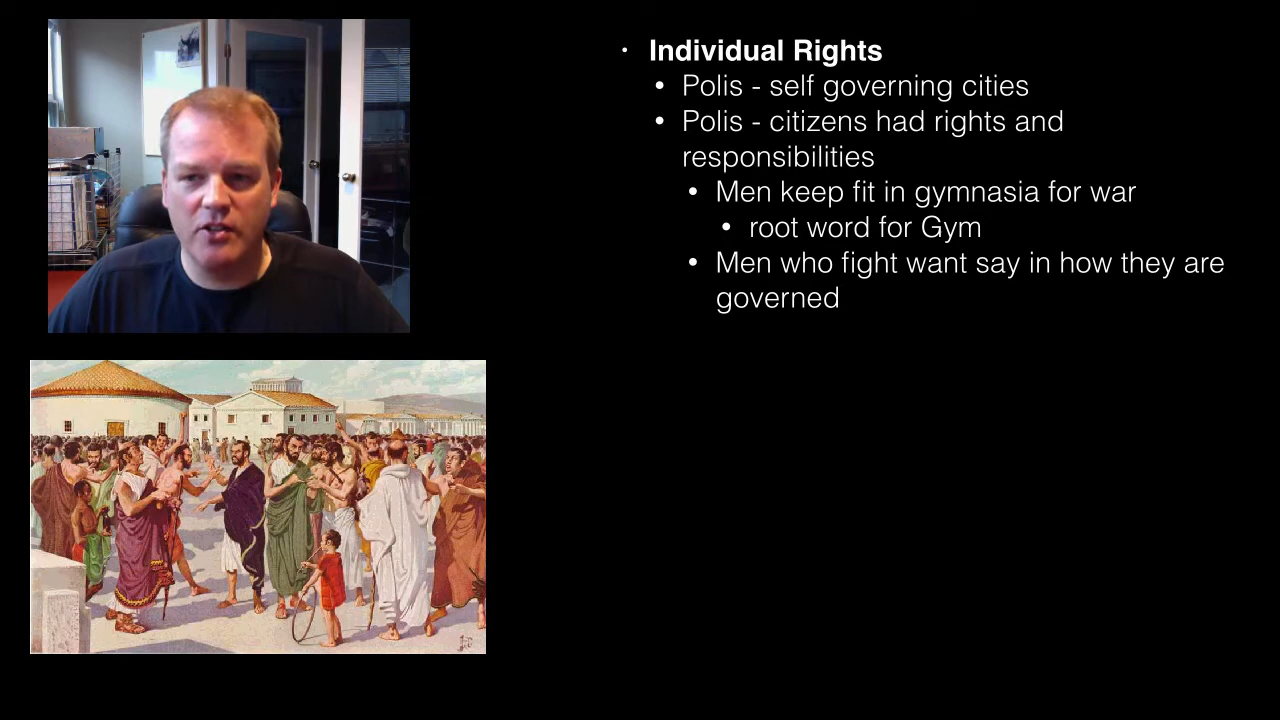 • Individual Rights
• Polis - self governing cities
• Polis - citizens had rights and
responsibilities
• Men keep fit in gymnasia for war
• root word for Gym
• Men who fight want say in how they are
governed